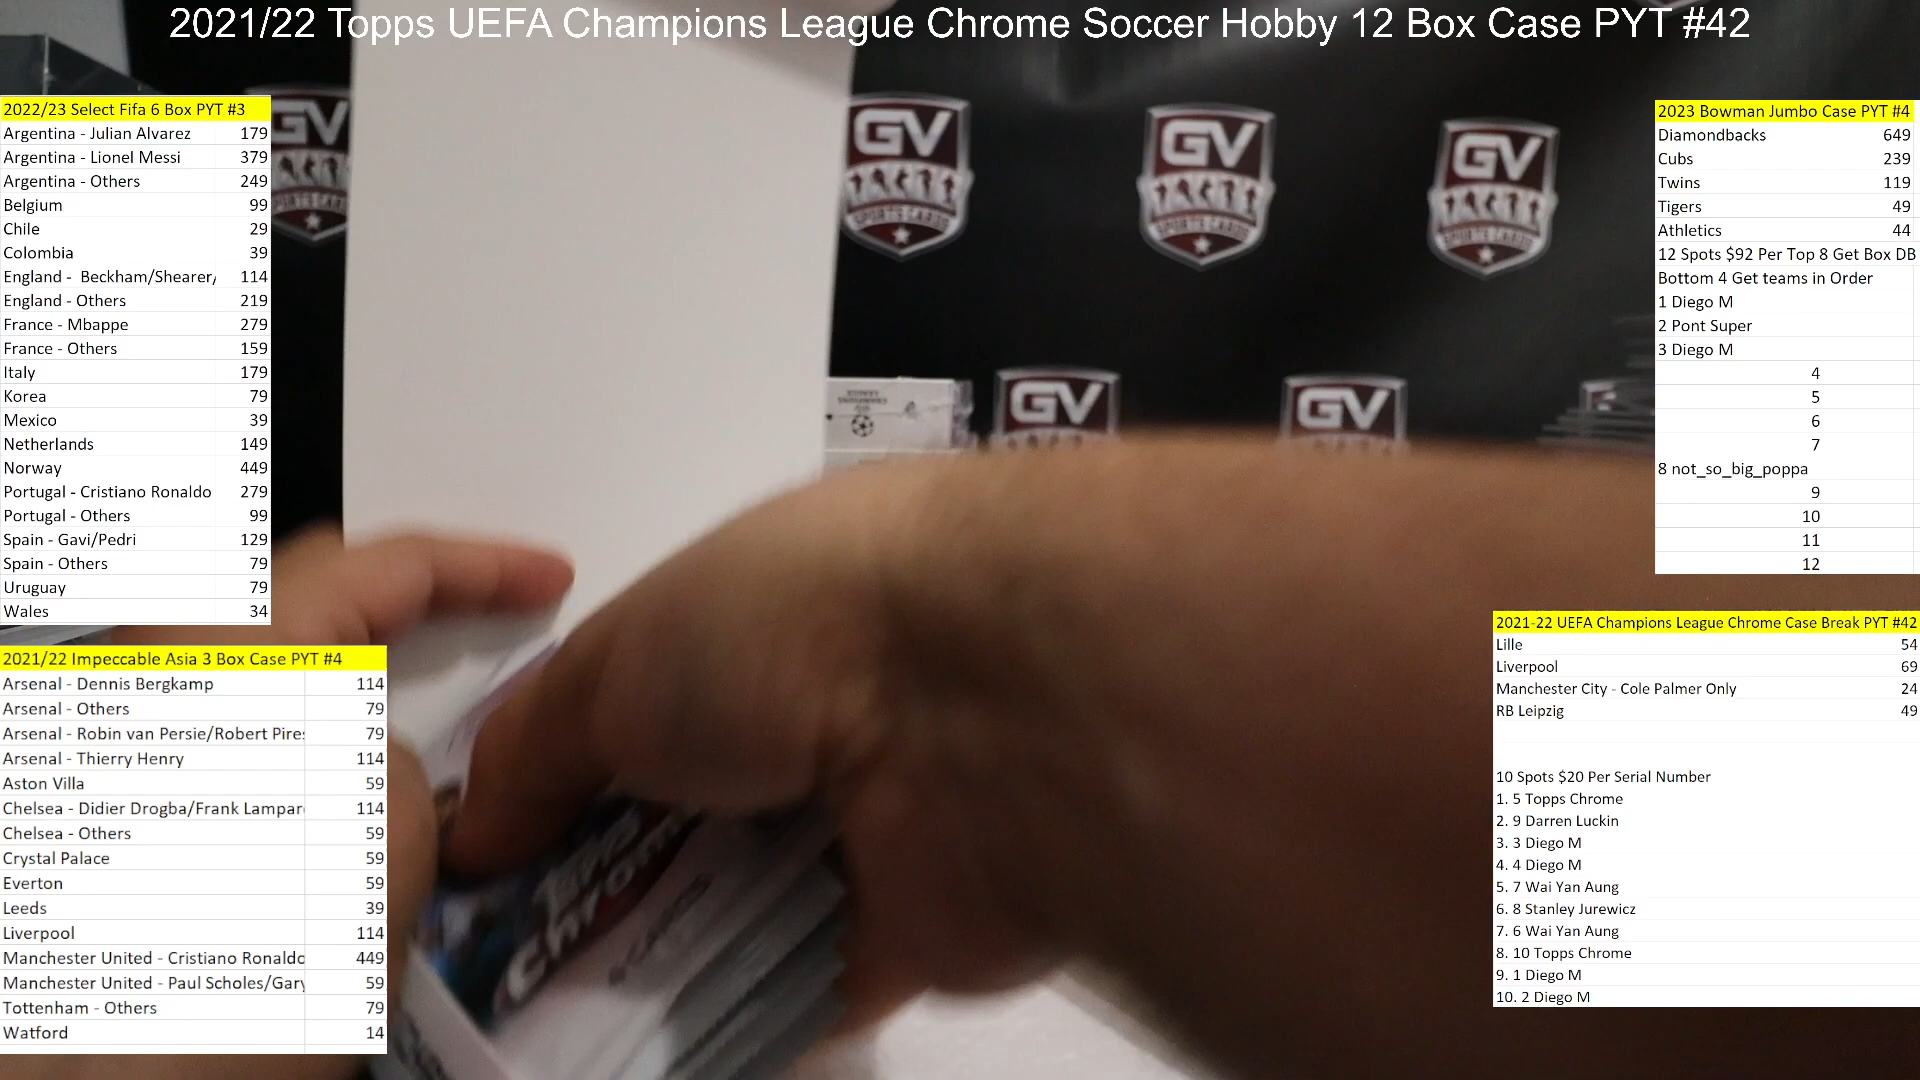 2021/22 Topps UEFA Champions League Chrome Soccer Hobby 12 Box Case PYT #42
2022/23 Select Fifa 6 Box PYT #3
Argentina - Julian Alvarez 179
Argentina - Lionel Messi 379
Argentina - Others 249
Belgium 99
Chile 29
Colombia 39
England -  Beckham/Shearer/ 114
England - Others 219
France - Mbappe 279
France - Others 159
Italy 179
Korea 79
Mexico 39
Netherlands 149
Norway 449
Portugal - Cristiano Ronaldo 279
Portugal - Others 99
Spain - Gavi/Pedri 129
Spain - Others 79
Uruguay 79
Wales 34
2021/22 Impeccable Asia 3 Box Case PYT #4
Arsenal - Dennis Bergkamp 114
Arsenal - Others 79
Arsenal - Robin van Persie/Robert Pires 79
Arsenal - Thierry Henry 114
Aston Villa 59
Chelsea - Didier Drogba/Frank Lampar 114
Chelsea - Others 59
Crystal Palace 59
Everton 59
Leeds 39
Liverpool 114
Manchester United - Cristiano Ronaldo 449
Manchester United - Paul Scholes/Gary 59
Tottenham - Others 79
Watford 14
GV
SPORTS CARDS
GV
SPORTS CARDS
GV
SPORTS CARDS
GV
SPORTS CARDS
GV
GV
CHAMPIONS
LEAGUE
Topps
Chrome
2023 Bowman Jumbo Case PYT #4
Diamondbacks 649
Cubs 239
Twins 119
Tigers 49
Athletics 44
12 Spots $92 Per Top 8 Get Box DB
Bottom 4 Get teams in Order
1 Diego M
2 Pont Super
3 Diego M
4
5
6
7
8 not_so_big_poppa
9
10
11
12
2021-22 UEFA Champions League Chrome Case Break PYT #42
Lille 54
Liverpool 69
Manchester City - Cole Palmer Only 24
RB Leipzig 49
10 Spots $20 Per Serial Number
1. 5 Topps Chrome
2. 9 Darren Luckin
3. 3 Diego M
4. 4 Diego M
5. 7 Wai Yan Aung
6. 8 Stanley Jurewicz
7. 6 Wai Yan Aung
8. 10 Topps Chrome
9. 1 Diego M
10. 2 Diego M